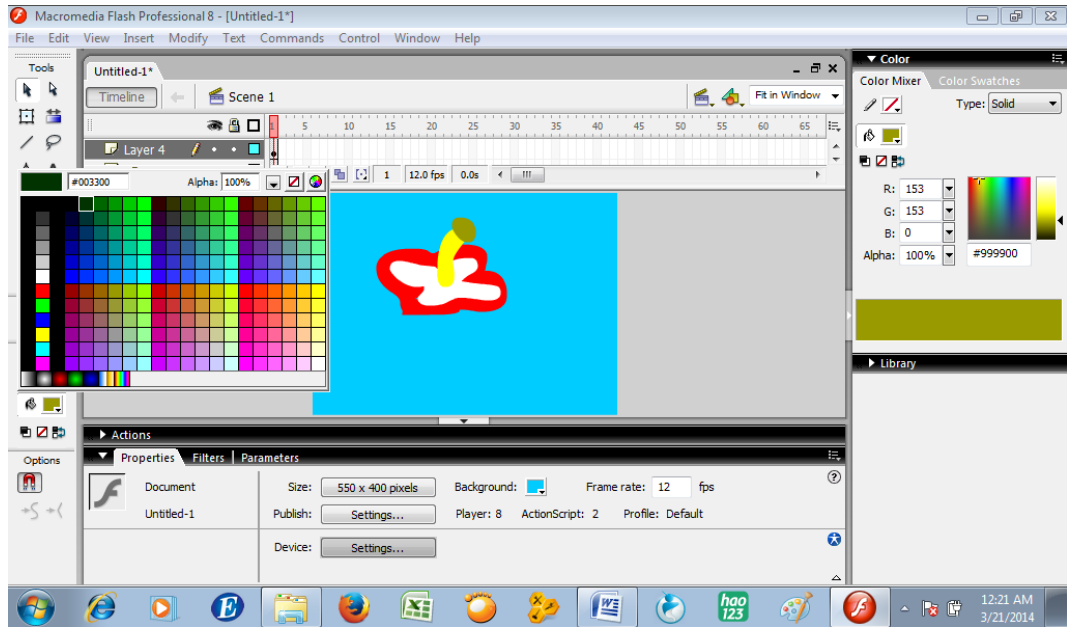 Macromedia Flash Professional 8 - [Untitled-1*]
File Edit View Insert Modify Text Commands Control Window Help
Tools
Untitled-1*
Timeline
Scene 1
Fit in Window
1 5 10 15 20 25 30 35 40 45 50 55 60 65
Layer 4
1 12.0 fps 0.0s
#003300 Alpha: 100%
Color
Color Mixer Color Swatches
Type: Solid
R: 153
G: 153
B: 0
Alpha: 100% #999900
Library
Actions
Options
Properties Filters Parameters
Document Size: 550 x 400 pixels Background: Frame rate: 12 fps
Untitled-1 Publish: Settings... Player: 8 ActionScript: 2 Profile: Default
Device: Settings...
hao
123
12:21 AM
3/21/2014